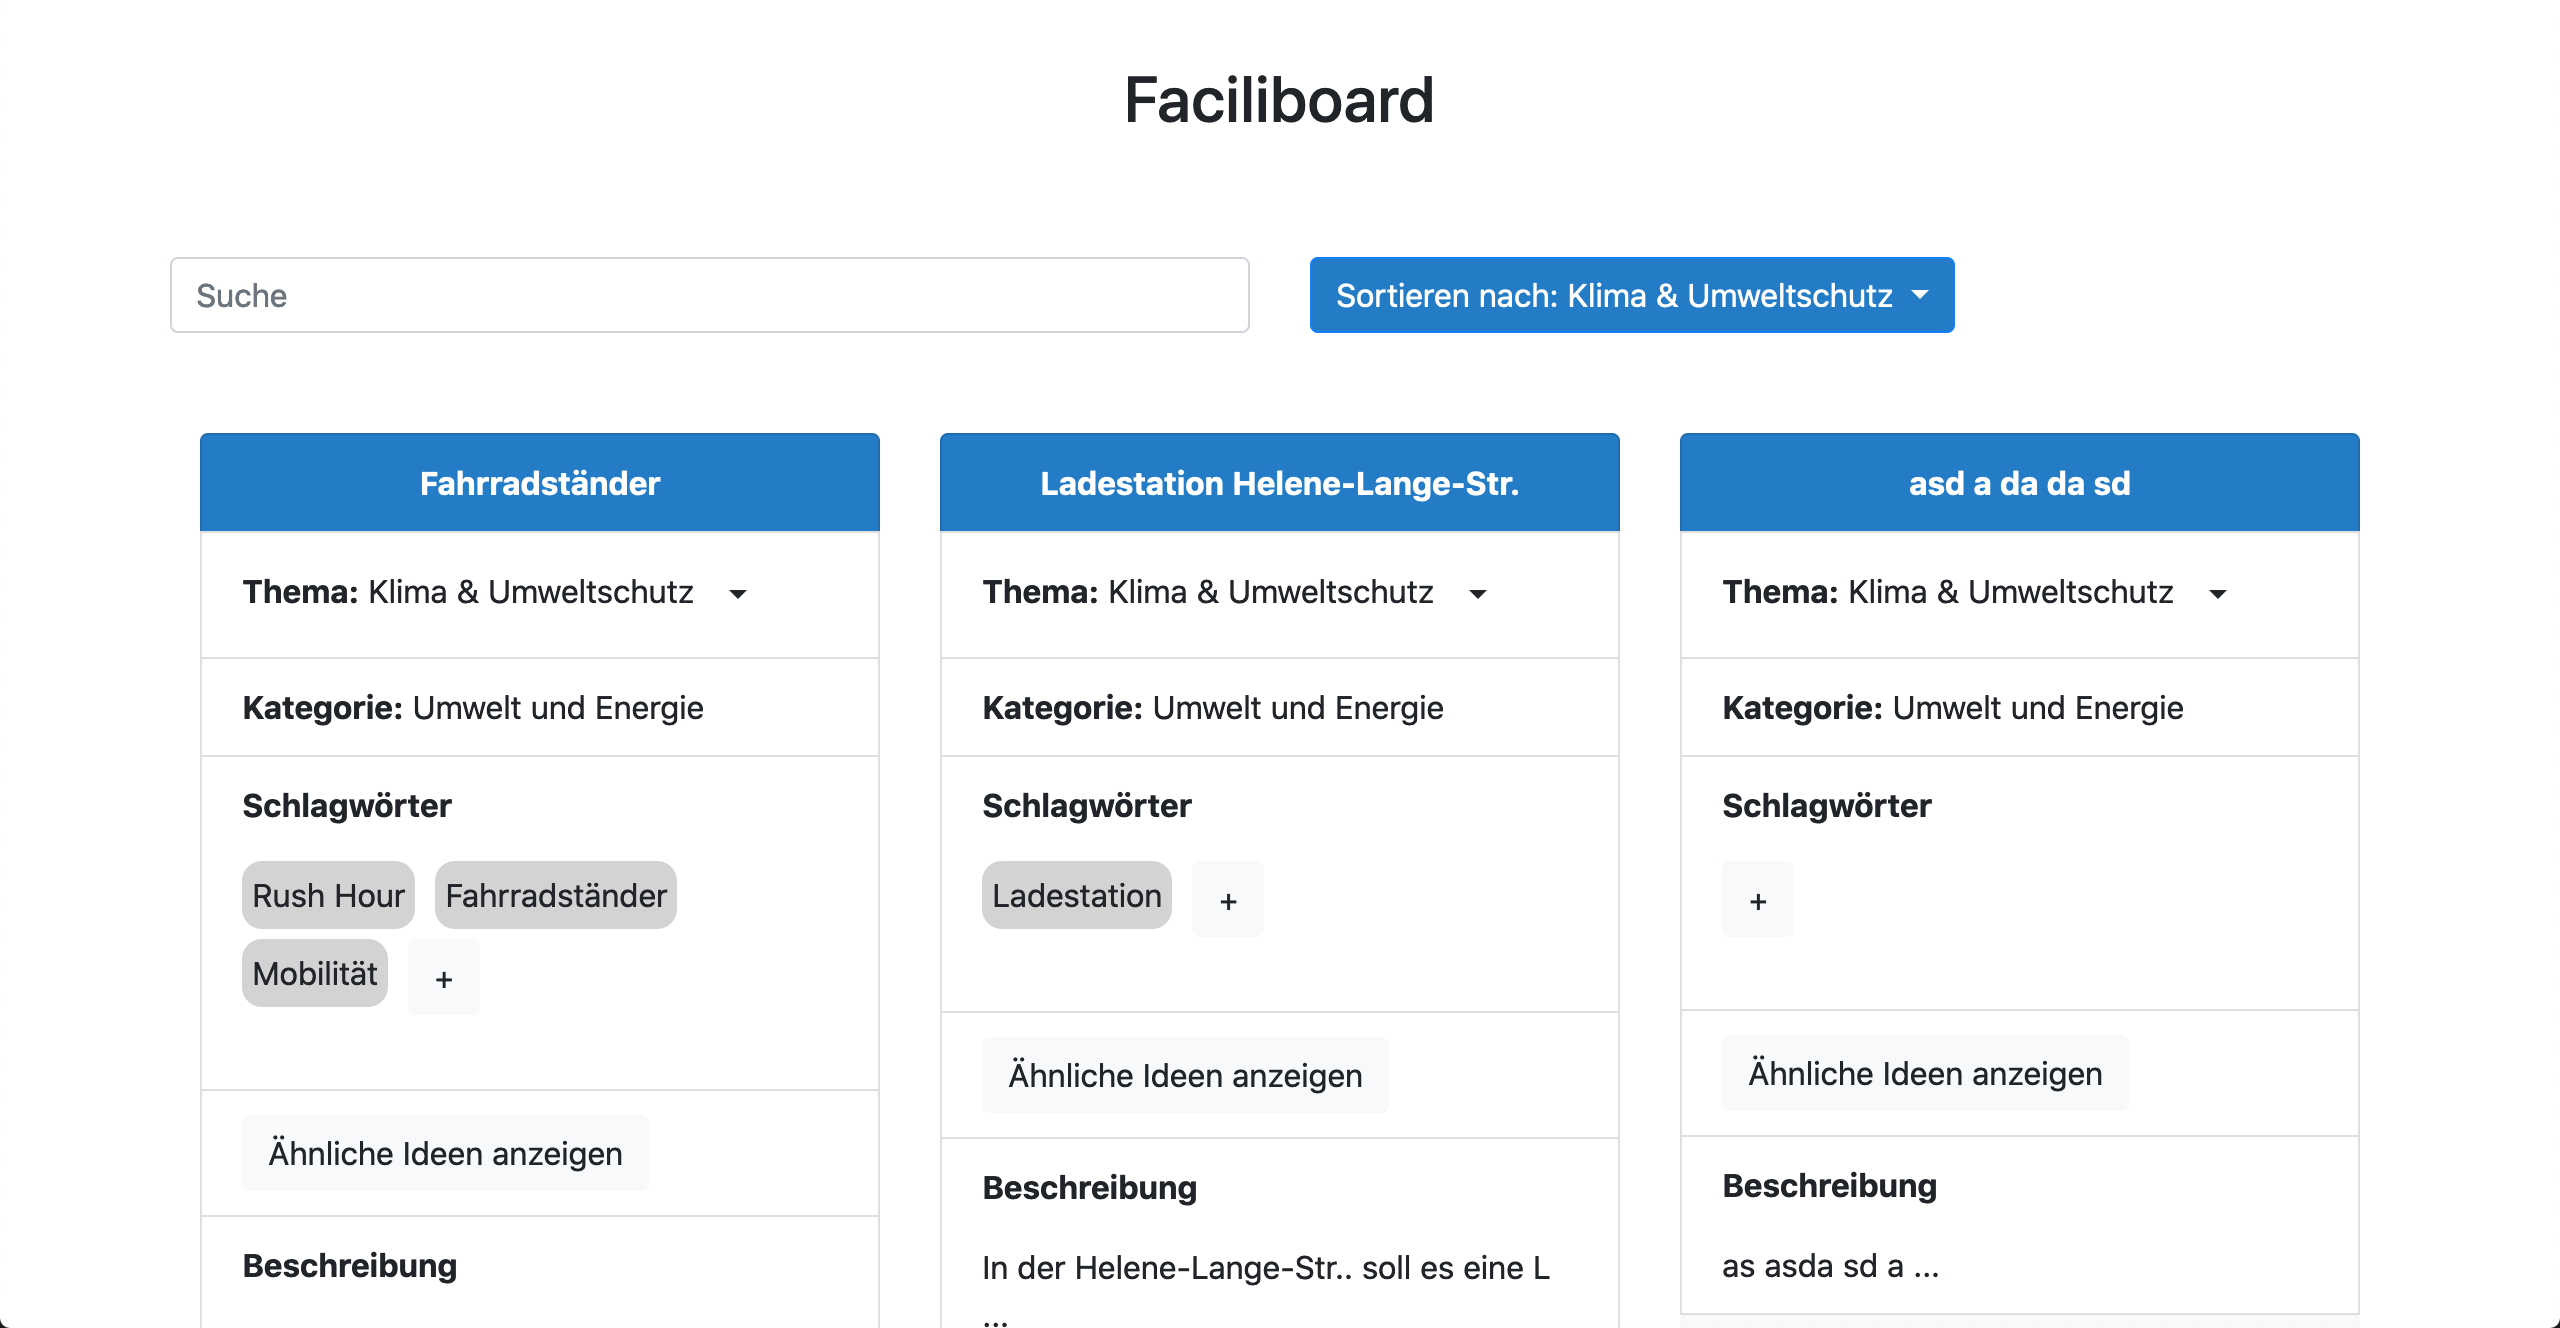 Faciliboard
Suche
Sortieren nach: Klima & Umweltschutz
Fahrradständer
Thema: Klima & Umweltschutz
Kategorie: Umwelt und Energie
Schlagwörter
Rush Hour Fahrradständer
Mobilität +
Ähnliche Ideen anzeigen
Beschreibung
Ladestation Helene-Lange-Str.
Thema: Klima & Umweltschutz
Kategorie: Umwelt und Energie
Schlagwörter
Ladestation +
Ähnliche Ideen anzeigen
Beschreibung
In der Helene-Lange-Str.. soll es eine L
...
asd a da da sd
Thema: Klima & Umweltschutz
Kategorie: Umwelt und Energie
Schlagwörter
+
Ähnliche Ideen anzeigen
Beschreibung
as asda sd a ...